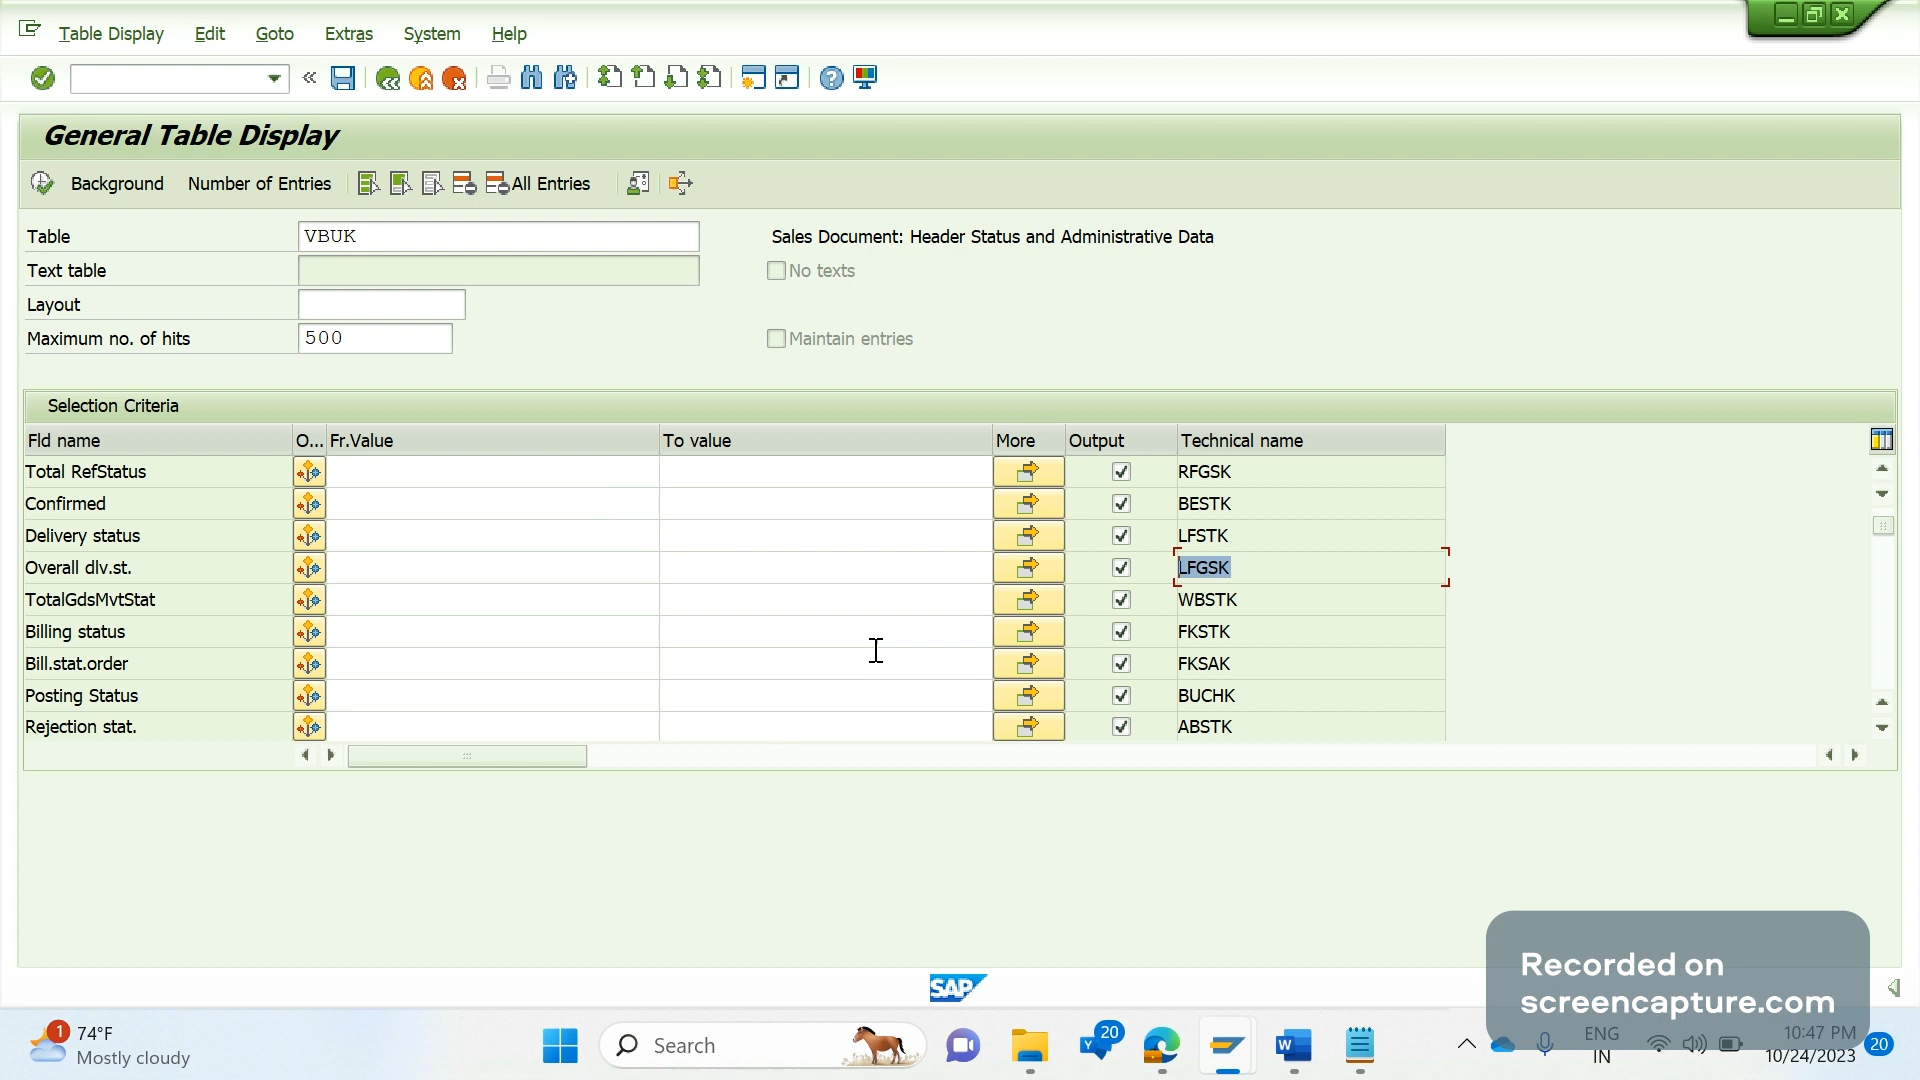 Table Display Edit Goto Extras System Help
General Table Display
Background Number of Entries All Entries
Table VBUK Sales Document: Header Status and Administrative Data
Text table No texts
Layout
Maximum no. of hits 500 Maintain entries
Selection Criteria
Fld name O... Fr.Value To value More Output Technical name
Total RefStatus RFGSK
Confirmed BESTK
Delivery status LFSTK
Overall dlv.st. LFGSK
TotalGdsMvtStat WBSTK
Billing status FKSTK
Bill.stat.order FKSAK
Posting Status BUCHK
Rejection stat. ABSTK
SAP
Recorded on
screencapture.com
1 74°F
Mostly cloudy
Search
20
ENG
IN
10:47 PM
10/24/2023
20